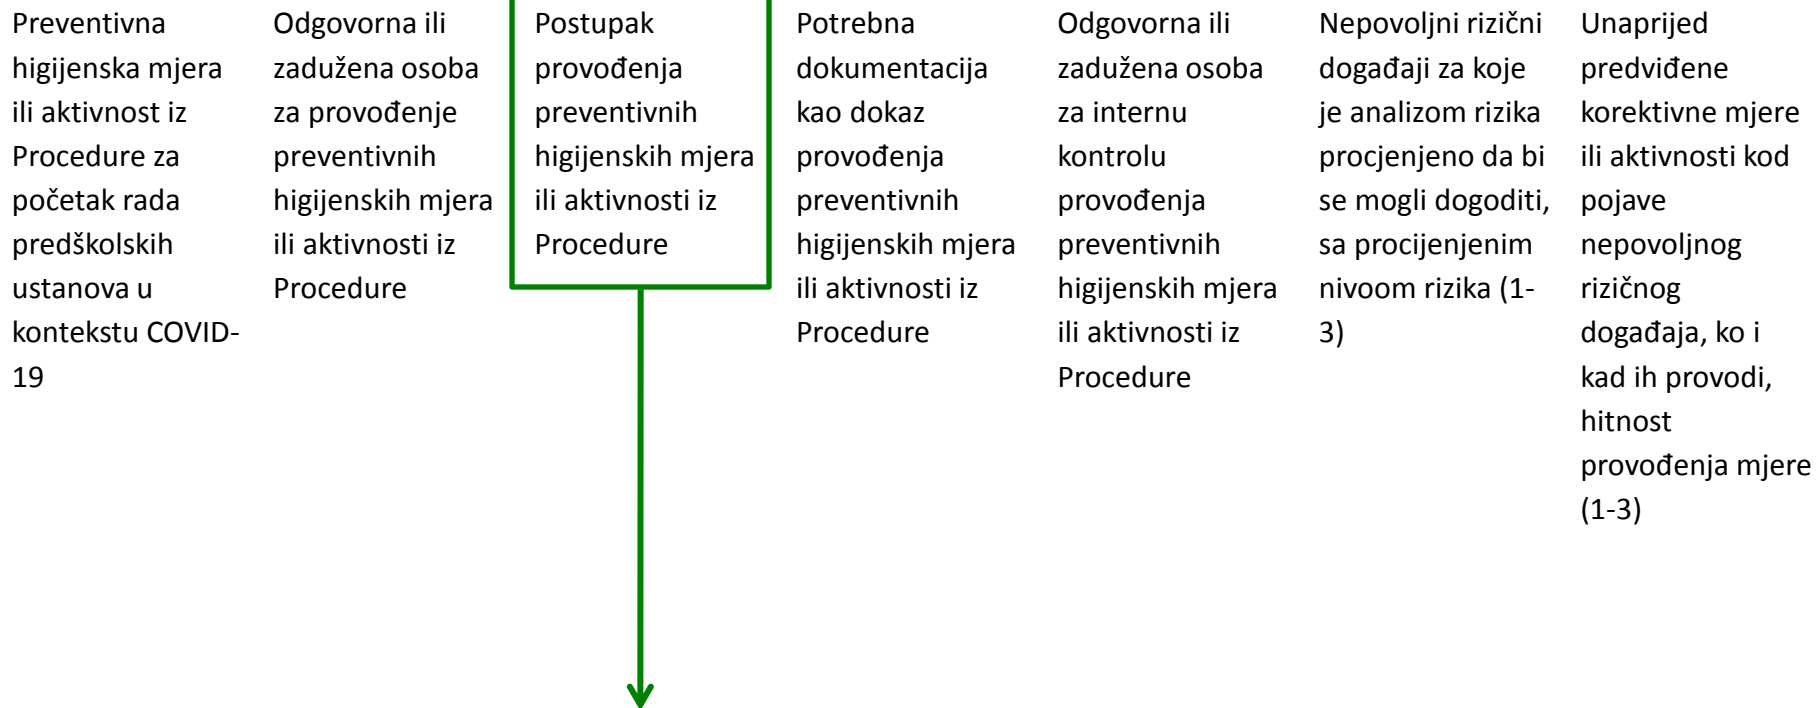 Preventivna
higijenska mjera
ili aktivnost iz
Procedure za
početak rada
predškolskih
ustanova u
kontekstu COVID-
19
Odgovorna ili
zadužena osoba
za provođenje
preventivnih
higijenskih mjera
ili aktivnosti iz
Procedure
Postupak
provođenja
preventivnih
higijenskih mjera
ili aktivnosti iz
Procedure
Potrebna
dokumentacija
kao dokaz
provođenja
preventivnih
higijenskih mjera
ili aktivnosti iz
Procedure
Odgovorna ili
zadužena osoba
za internu
kontrolu
provođenja
preventivnih
higijenskih mjera
ili aktivnosti iz
Procedure
Nepovoljni rizični
događaji za koje
je analizom rizika
procjenjeno da bi
se mogli dogoditi,
sa procijenjenim
nivoom rizika (1-
3)
Unaprijed
predviđene
korektivne mjere
ili aktivnosti kod
pojave
nepovoljnog
rizičnog
događaja, ko i
kad ih provodi,
hitnost
provođenja mjere
(1-3)